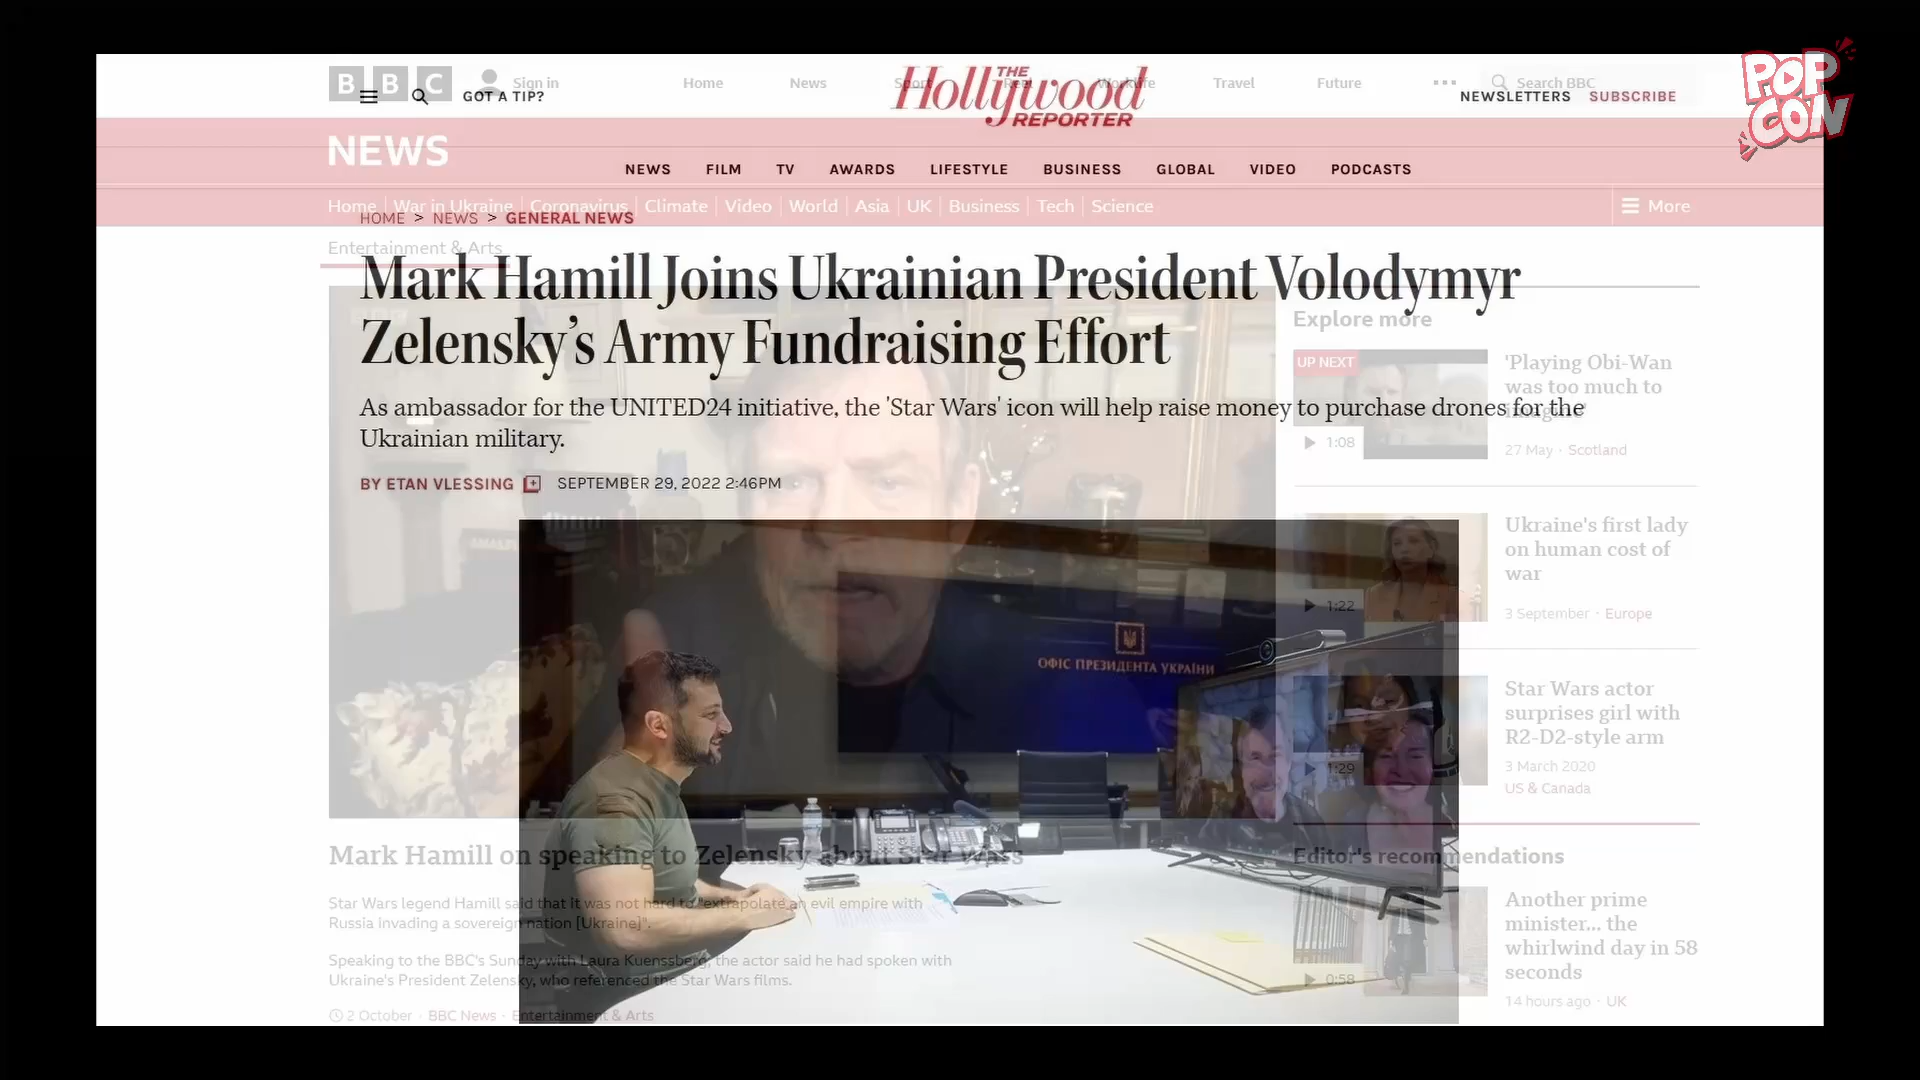 BBC
Sign in
Home
News
Sport
Reel
Worklife
Travel
Future
Search BBC
GOT A TIP?
THE
Hollywood
REPORTER
NEWSLETTERS
SUBSCRIBE
POP
CON
NEWS
NEWS FILM TV AWARDS LIFESTYLE BUSINESS GLOBAL VIDEO PODCASTS
Home War in Ukraine Coronavirus Climate Video World Asia UK Business Tech Science
More
HOME > NEWS > GENERAL NEWS
Entertainment & Arts
Mark Hamill Joins Ukrainian President Volodymyr
Zelensky’s Army Fundraising Effort
As ambassador for the UNITED24 initiative, the 'Star Wars' icon will help raise money to purchase drones for the
Ukrainian military.
BY ETAN VLESSING
SEPTEMBER 29, 2022 2:46PM
ОФІС ПРЕЗИДЕНТА УКРАЇНИ
Mark Hamill on speaking to Zelensky about Star Wars
Star Wars legend Hamill said that it was not hard to "extrapolate an evil empire with
Russia invading a sovereign nation [Ukraine]".
Speaking to the BBC's Sunday with Laura Kuenssberg, the actor said he had spoken with
Ukraine's President Zelensky, who referenced the Star Wars films.
2 October · BBC News · Entertainment & Arts
Explore more
UP NEXT
1:08
'Playing Obi-Wan
was too much to
imagine'
27 May · Scotland
1:22
Ukraine's first lady
on human cost of
war
3 September · Europe
1:29
Star Wars actor
surprises girl with
R2-D2-style arm
3 March 2020
US & Canada
Editor's recommendations
0:58
Another prime
minister... the
whirlwind day in 58
seconds
14 hours ago · UK